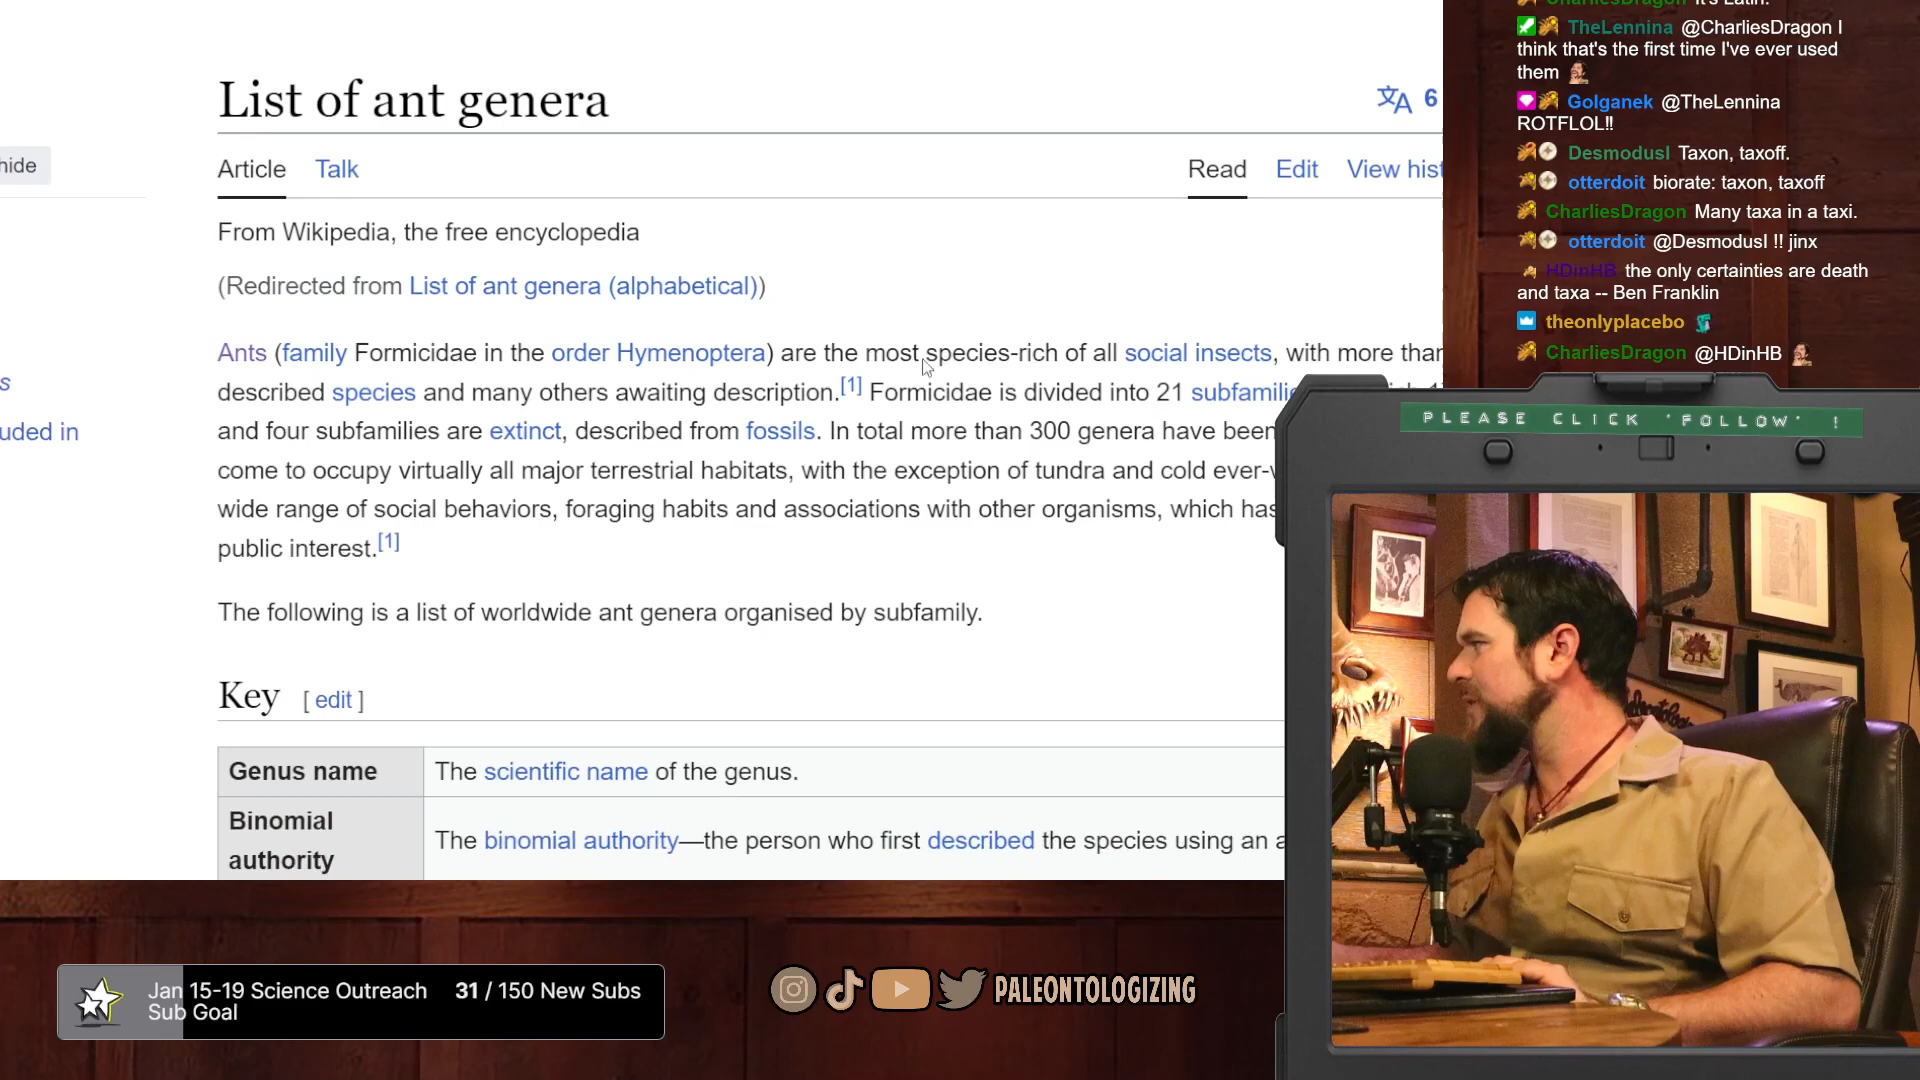 List of ant genera
6
hide
Article
Talk
Read
Edit
View hist
From Wikipedia, the free encyclopedia
(Redirected from List of ant genera (alphabetical))
Ants (family Formicidae in the order Hymenoptera) are the most species-rich of all social insects, with more than
s
described species and many others awaiting description.[1] Formicidae is divided into 21 subfamilie
uded in
and four subfamilies are extinct, described from fossils. In total more than 300 genera have been
come to occupy virtually all major terrestrial habitats, with the exception of tundra and cold ever-
wide range of social behaviors, foraging habits and associations with other organisms, which has
public interest.[1]
The following is a list of worldwide ant genera organised by subfamily.
Key [ edit ]
Genus name
The scientific name of the genus.
Binomial
authority
The binomial authority—the person who first described the species using an a
CharliesDragon It's Latin.
TheLennina @CharliesDragon I
think that's the first time I've ever used
them
Golganek @TheLennina
ROTFLOL!!
Desmodusl Taxon, taxoff.
otterdoit biorate: taxon, taxoff
CharliesDragon Many taxa in a taxi.
otterdoit @Desmodusl !! jinx
HDinHB the only certainties are death
and taxa -- Ben Franklin
theonlyplacebo
CharliesDragon @HDinHB
PLEASE CLICK 'FOLLOW' !
Jan 15-19 Science Outreach
Sub Goal
31 / 150 New Subs
PALEONTOLOGIZING